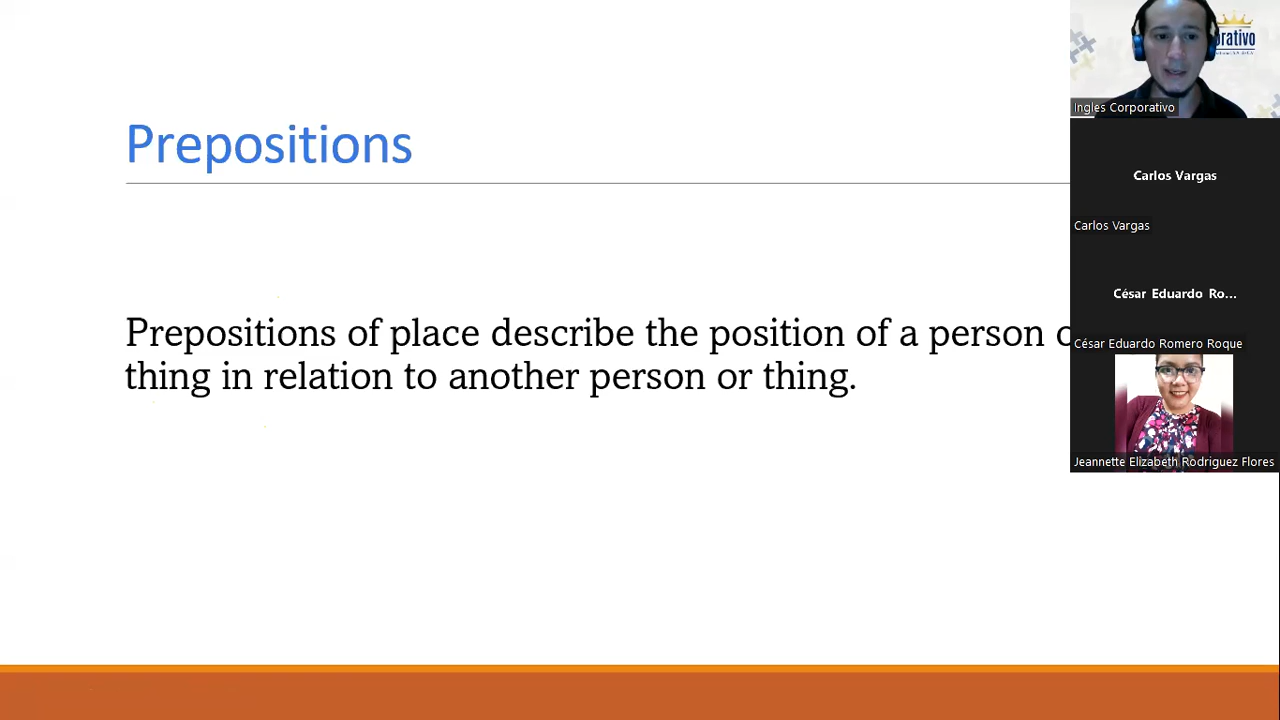 Prepositions
Prepositions of place describe the position of a person
thing in relation to another person or thing.
Ingles Corporativo
Carlos Vargas
Carlos Vargas
César Eduardo Ro...
César Eduardo Romero Roque
Jeannette Elizabeth Rodriguez Flores